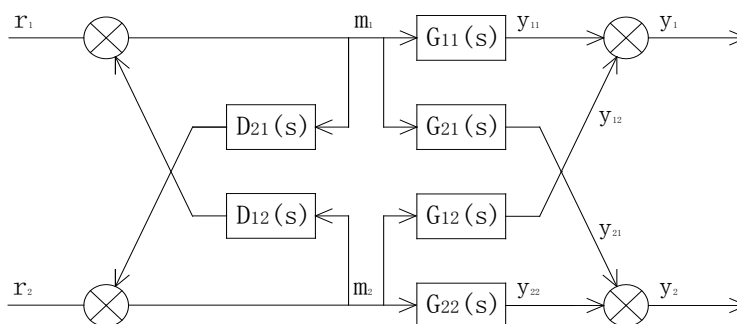 r₁ m₁ G₁₁(s) y₁₁ y₁
D₂₁(s) G₂₁(s) y₁₂
D₁₂(s) G₁₂(s) y₂₁
r₂ m₂ G₂₂(s) y₂₂ y₂